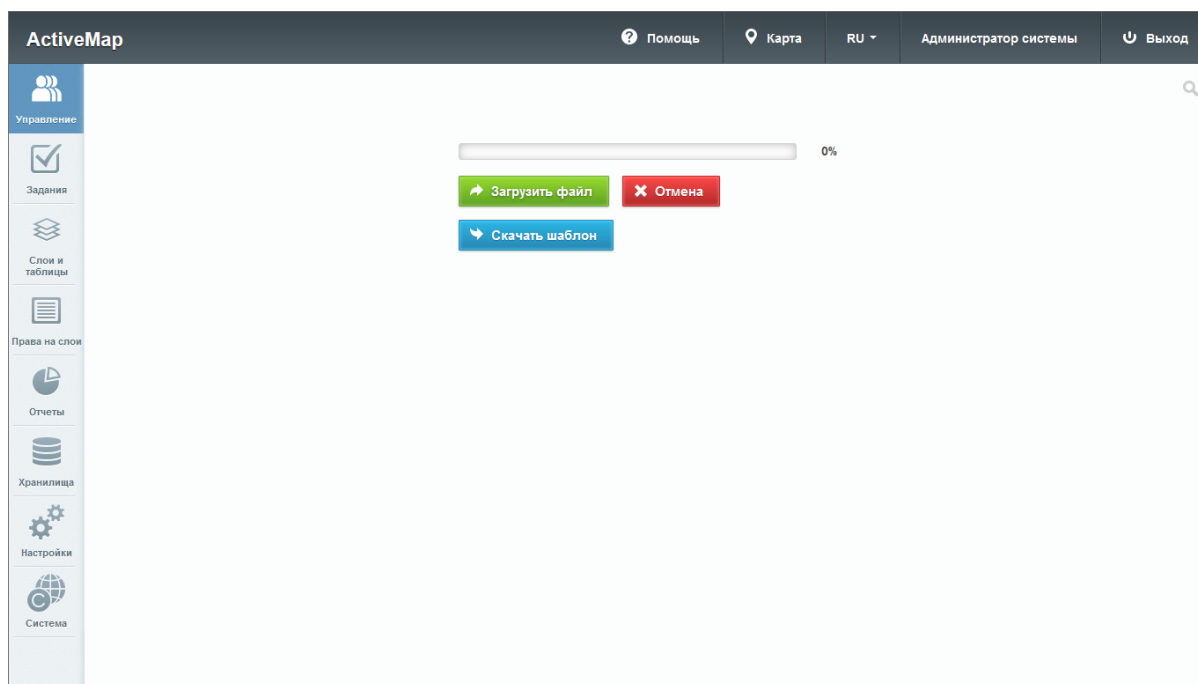 ActiveMap
Помощь
Карта
RU
Администратор системы
Выход
Управление
Задания
Слои и
таблицы
Права на слои
Отчеты
Хранилища
Настройки
Система
0%
Загрузить файл
Отмена
Скачать шаблон